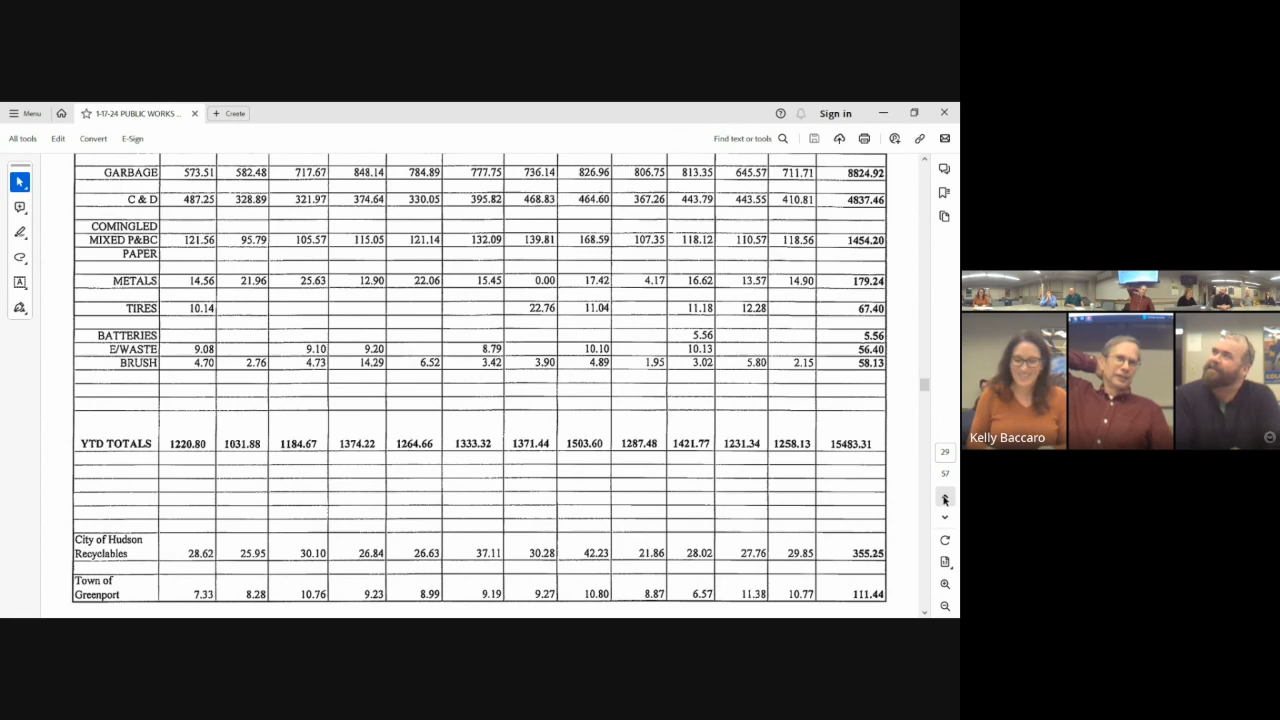 Menu
1-17-24 PUBLIC WORKS ...
Create
Sign in
All tools Edit Convert E-Sign
Find text or tools
GARBAGE 573.51 582.48 717.67 848.14 784.89 777.75 736.14 826.96 806.75 813.35 645.57 711.71 8824.92
C & D 487.25 328.89 321.97 374.64 330.05 395.82 468.83 464.60 367.26 443.79 443.55 410.81 4837.46
COMINGLED
MIXED P&BC 121.56 95.79 105.57 115.05 121.14 132.09 139.81 168.59 107.35 118.12 110.57 118.56 1454.20
PAPER
METALS 14.56 21.96 25.63 12.90 22.06 15.45 0.00 17.42 4.17 16.62 13.57 14.90 179.24
TIRES 10.14 22.76 11.04 11.18 12.28 67.40
BATTERIES 5.56 5.56
E/WASTE 9.08 9.10 9.20 8.79 10.10 10.13 56.40
BRUSH 4.70 2.76 4.73 14.29 6.52 3.42 3.90 4.89 1.95 3.02 5.80 2.15 58.13
YTD TOTALS 1220.80 1031.88 1184.67 1374.22 1264.66 1333.32 1371.44 1503.60 1287.48 1421.77 1231.34 1258.13 15483.31
City of Hudson
Recyclables 28.62 25.95 30.10 26.84 26.63 37.11 30.28 42.23 21.86 28.02 27.76 29.85 355.25
Town of
Greenport 7.33 8.28 10.76 9.23 8.99 9.19 9.27 10.80 8.87 6.57 11.38 10.77 111.44
29
57
Kelly Baccaro